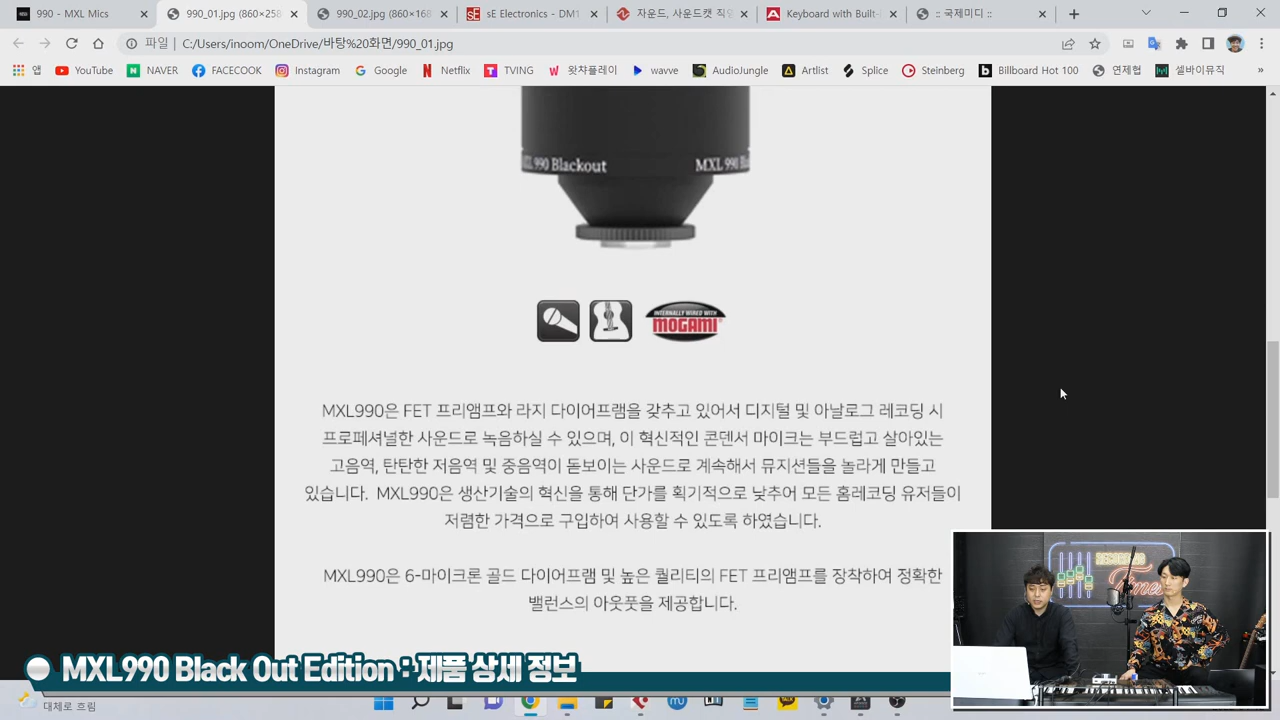 990 - MXL Mics
990_01.jpg (860×258
990_02.jpg (860×168
sE Electronics - DM1
자운드, 사운드캣 직영
Keyboard with Built-
:: 국제미디 ::
파일 | C:/Users/inoom/OneDrive/바탕%20화면/990_01.jpg
앱 YouTube NAVER FACECOOK Instagram Google Netflix TVING 왓챠플레이 wavve AudioJungle Artlist Splice Steinberg Billboard Hot 100 연제협 셀바이뮤직
990 Blackout
MXL 990
INTERNALLY WIRED WITH
MOGAMI
MXL990은 FET 프리앰프와 라지 다이어프램을 갖추고 있어서 디지털 및 아날로그 레코딩 시
프로페셔널한 사운드로 녹음하실 수 있으며, 이 혁신적인 콘덴서 마이크는 부드럽고 살아있는
고음역, 탄탄한 저음역 및 중음역이 돋보이는 사운드로 계속해서 뮤지션들을 놀라게 만들고
있습니다. MXL990은 생산기술의 혁신을 통해 단가를 획기적으로 낮추어 모든 홈레코딩 유저들이
저렴한 가격으로 구입하여 사용할 수 있도록 하였습니다.
MXL990은 6-마이크론 골드 다이어프램 및 높은 퀄리티의 FET 프리앰프를 장착하여 정확한
밸런스의 아웃풋을 제공합니다.
MXL990 Black Out Edition : 제품 상세 정보
대체로 흐림